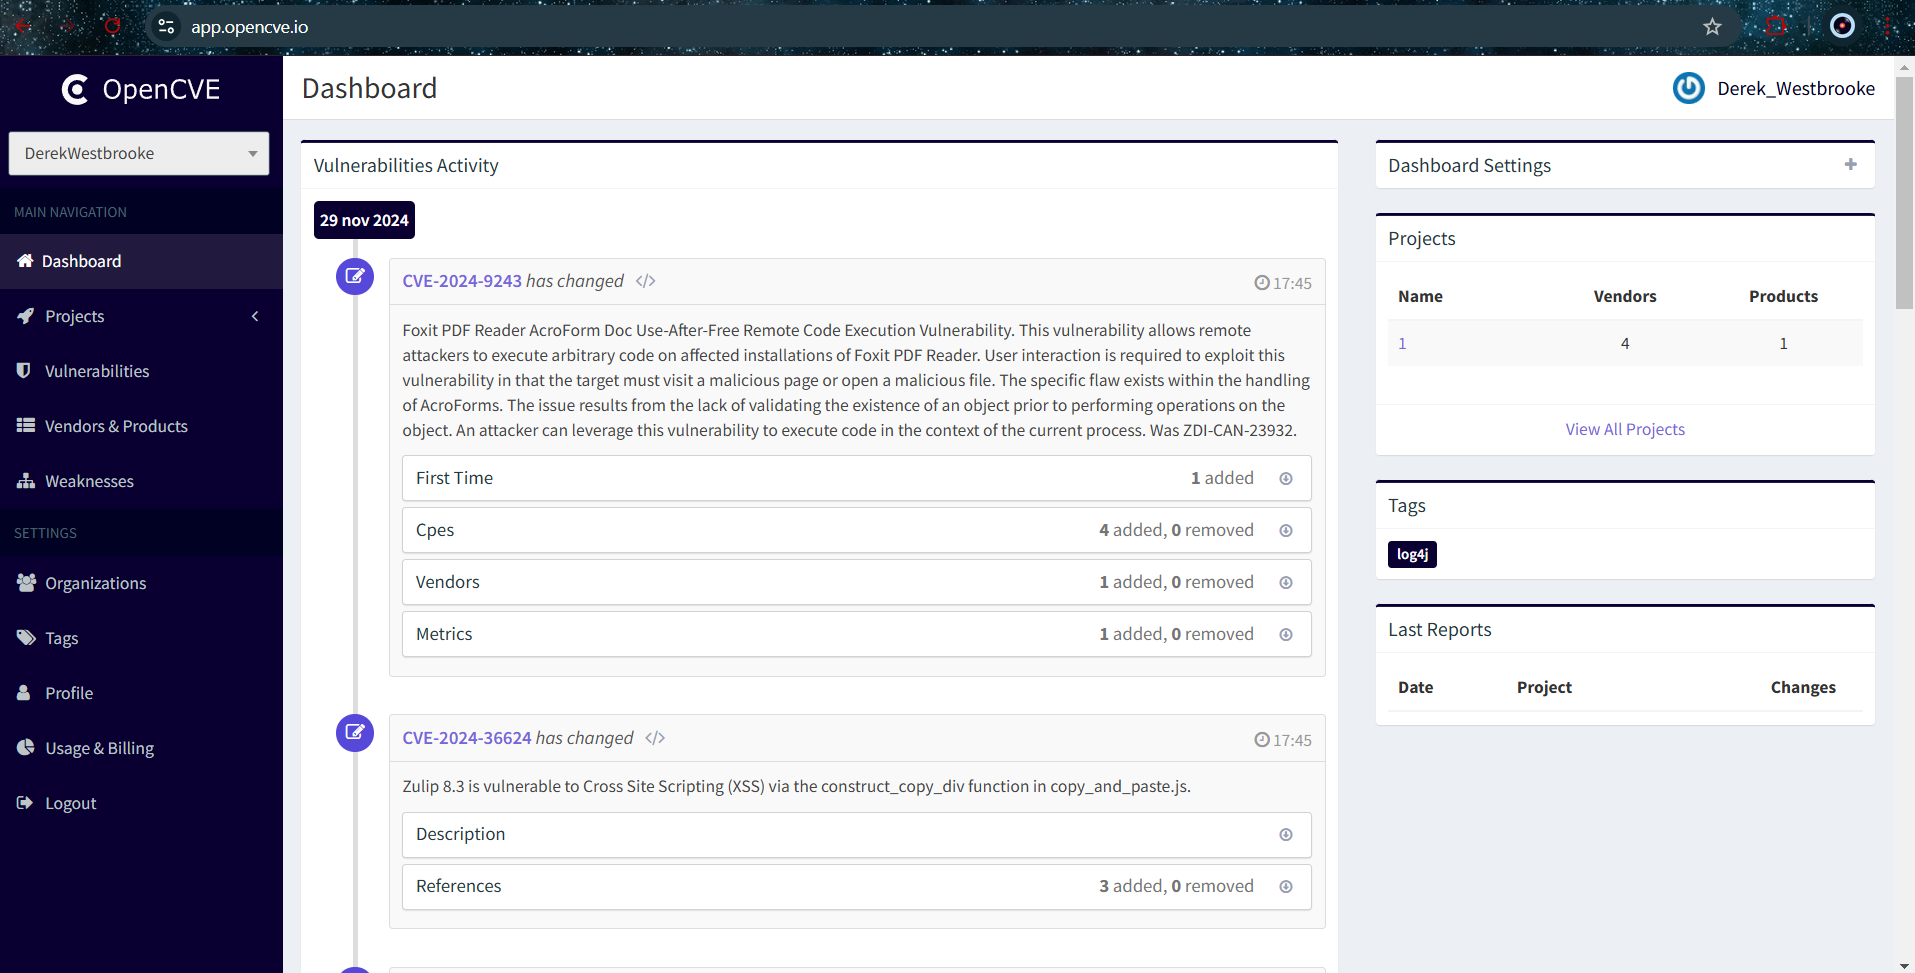 app.opencve.io
OpenCVE
DerekWestbrooke
MAIN NAVIGATION
Dashboard
Projects
Vulnerabilities
Vendors & Products
Weaknesses
SETTINGS
Organizations
Tags
Profile
Usage & Billing
Logout
Dashboard
Derek_Westbrooke
Vulnerabilities Activity
29 nov 2024
CVE-2024-9243 has changed </> 17:45
Foxit PDF Reader AcroForm Doc Use-After-Free Remote Code Execution Vulnerability. This vulnerability allows remote
attackers to execute arbitrary code on affected installations of Foxit PDF Reader. User interaction is required to exploit this
vulnerability in that the target must visit a malicious page or open a malicious file. The specific flaw exists within the handling
of AcroForms. The issue results from the lack of validating the existence of an object prior to performing operations on the
object. An attacker can leverage this vulnerability to execute code in the context of the current process. Was ZDI-CAN-23932.
First Time 1 added
Cpes 4 added, 0 removed
Vendors 1 added, 0 removed
Metrics 1 added, 0 removed
CVE-2024-36624 has changed </> 17:45
Zulip 8.3 is vulnerable to Cross Site Scripting (XSS) via the construct_copy_div function in copy_and_paste.js.
Description
References 3 added, 0 removed
Dashboard Settings +
Projects
Name Vendors Products
1 4 1
View All Projects
Tags
log4j
Last Reports
Date Project Changes